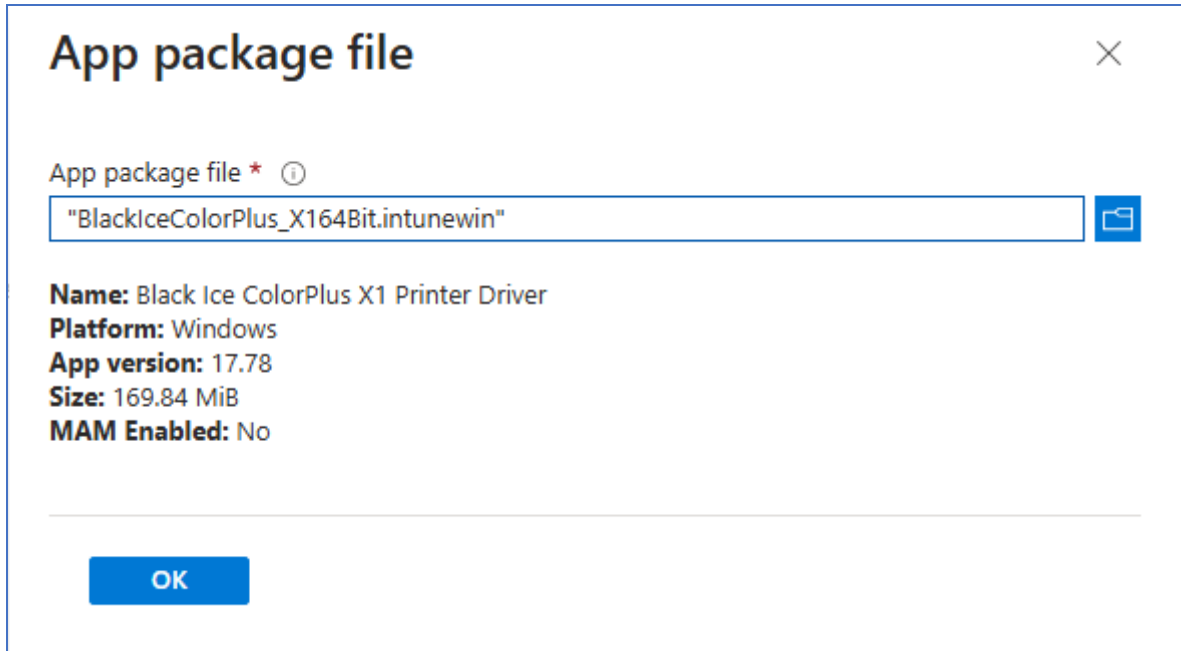 App package file
App package file *
"BlackIceColorPlus_X164Bit.intunewin"
Name: Black Ice ColorPlus X1 Printer Driver
Platform: Windows
App version: 17.78
Size: 169.84 MiB
MAM Enabled: No
OK